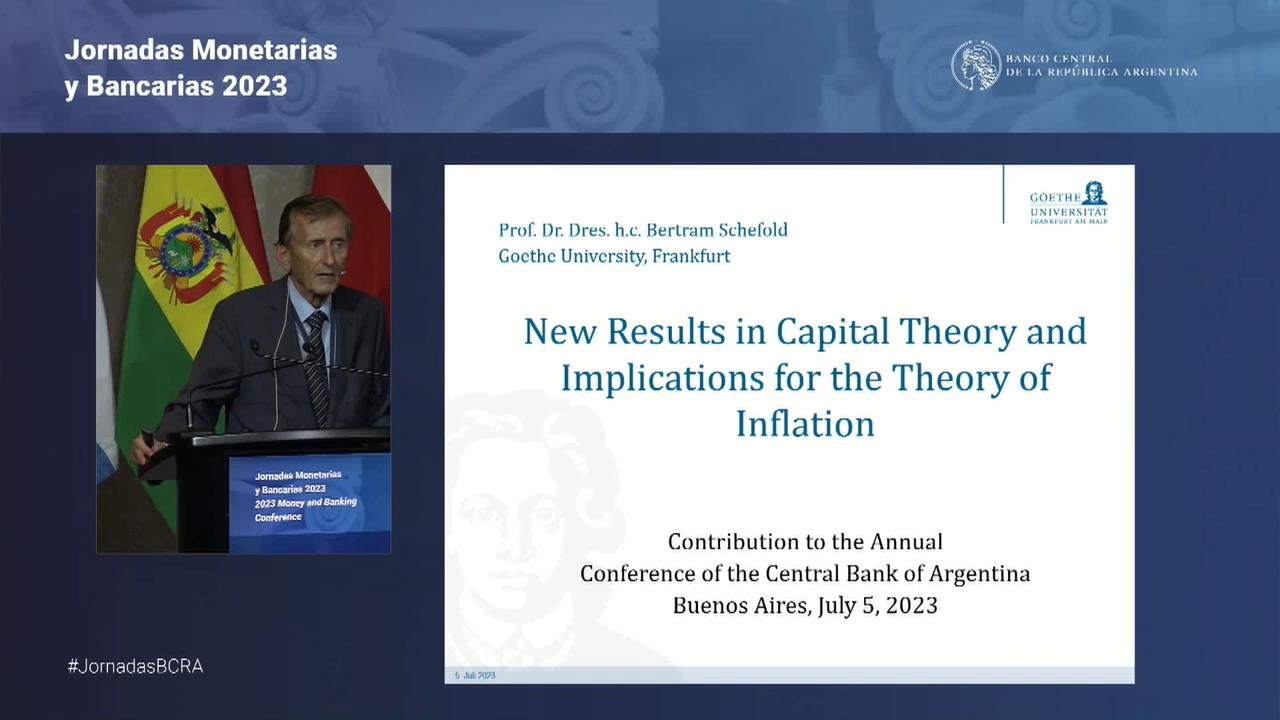 Jornadas Monetarias
y Bancarias 2023
BANCO CENTRAL
DE LA REPÚBLICA ARGENTINA
GOETHE
UNIVERSITÄT
FRANKFURT AM MAIN
Prof. Dr. Dres. h.c. Bertram Schefold
Goethe University, Frankfurt
New Results in Capital Theory and
Implications for the Theory of
Inflation
Contribution to the Annual
Conference of the Central Bank of Argentina
Buenos Aires, July 5, 2023
5 Juli 2023
Jornadas Monetarias
y Bancarias 2023
2023 Money and Banking
Conference
#JornadasBCRA